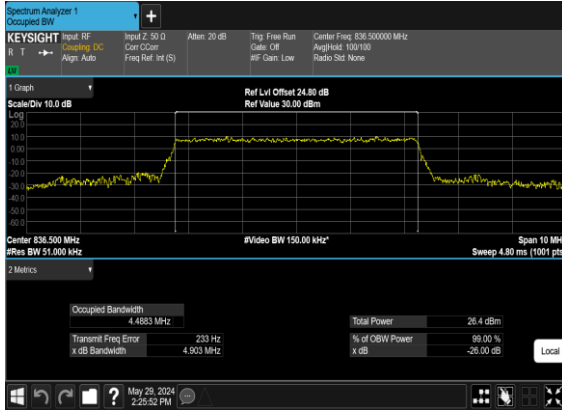 Spectrum Analyzer 1
Occupied BW
+
KEYSIGHT Input: RF Input Z: 50 Ω Atten: 20 dB Trig: Free Run Center Freq: 836.500000 MHz
R T Coupling: DC Corr CCorr Gate: Off Avg|Hold: 100/100
Align: Auto Freq Ref: Int (S) #IF Gain: Low Radio Std: None
LXI
1 Graph
Ref Lvl Offset 24.80 dB
Scale/Div 10.0 dB Ref Value 30.00 dBm
Log
20.0
10.0
0.00
-10.0
-20.0
-30.0
-40.0
-50.0
-60.0
Center 836.500 MHz #Video BW 150.00 kHz* Span 10 MH
#Res BW 51.000 kHz Sweep 4.80 ms (1001 pts
2 Metrics
Occupied Bandwidth
4.4883 MHz Total Power 26.4 dBm
Transmit Freq Error 233 Hz % of OBW Power 99.00 %
x dB Bandwidth 4.903 MHz x dB -26.00 dB
Local
? May 29, 2024
2:25:52 PM